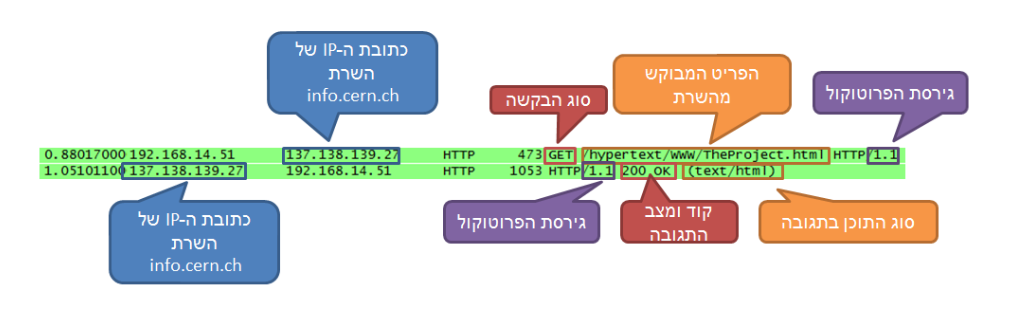 כתובת ה-IP של
השרת
info.cern.ch
סוג הבקשה
הפריט המבוקש
מהשרת
גירסת הפרוטוקול
0.88017000 192.168.14.51 137.138.139.27 HTTP 473 GET /hypertext/WWW/TheProject.html HTTP/1.1
1.05101100 137.138.139.27 192.168.14.51 HTTP 1053 HTTP/1.1 200 OK (text/html)
כתובת ה-IP של
השרת
info.cern.ch
גירסת הפרוטוקול
קוד ומצב
התגובה
סוג התוכן בתגובה